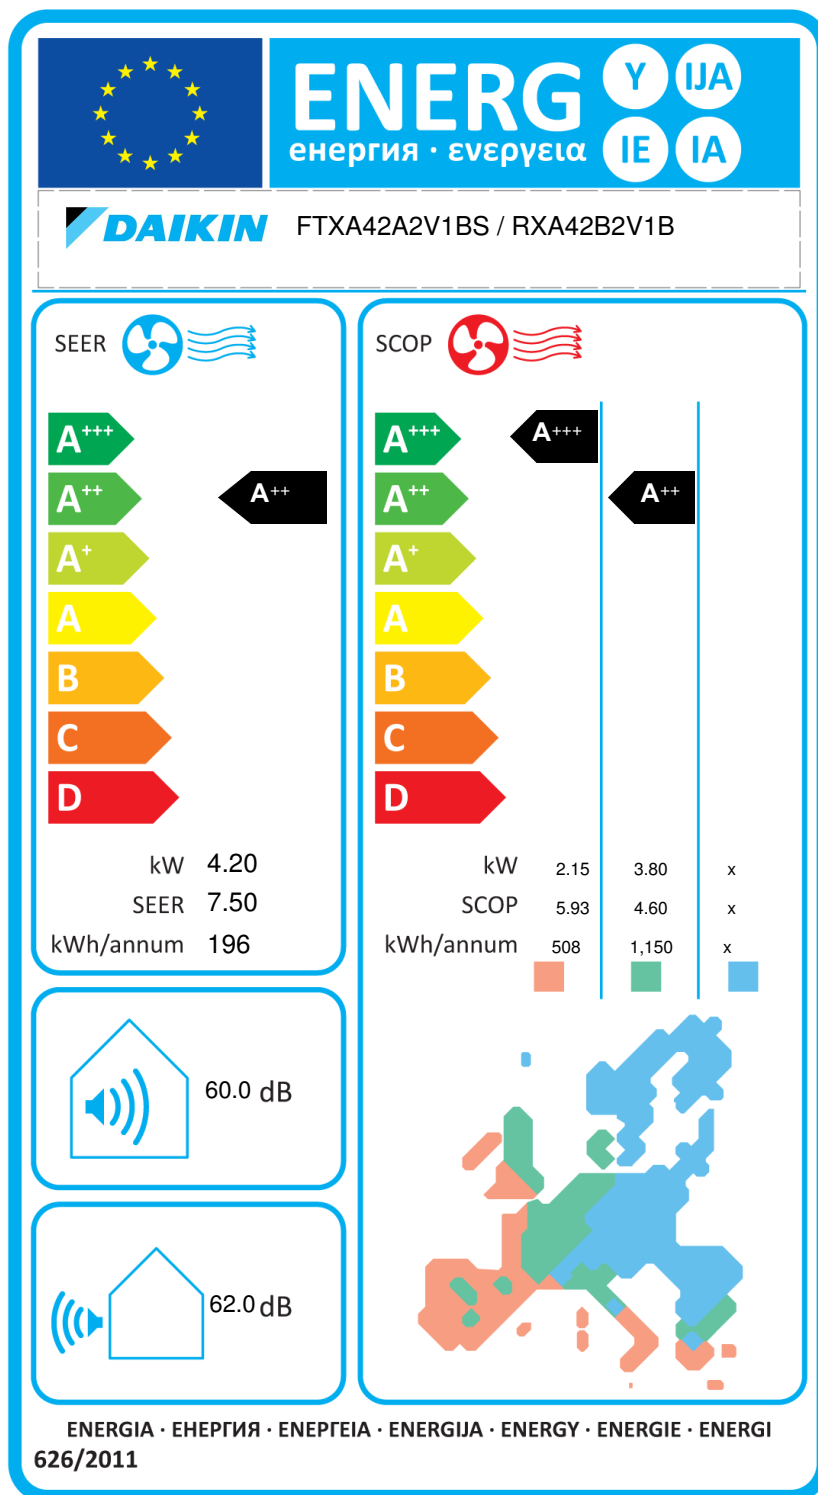 ENERG
енергия · ενεργεια
Y IJA
IE IA
DAIKIN FTXA42A2V1BS / RXA42B2V1B
SEER
A+++
A++ A++
A+
A
B
C
D
kW 4.20
SEER 7.50
kWh/annum 196
SCOP
A+++ A+++
A++ A++
A+
A
B
C
D
kW 2.15 3.80 x
SCOP 5.93 4.60 x
kWh/annum 508 1,150 x
60.0 dB
62.0 dB
ENERGIA · ЕНЕРГИЯ · ΕΝΕΡΓΕΙΑ · ENERGIJA · ENERGY · ENERGIE · ENERGI
626/2011